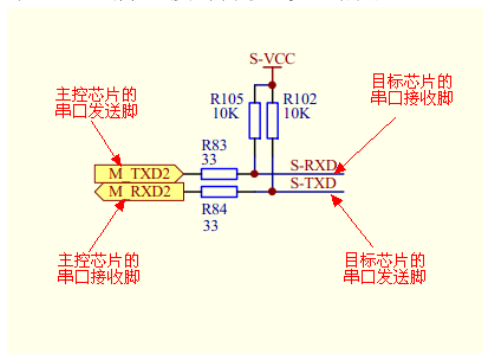 S-VCC
主控芯片的
串口发送脚
目标芯片的
串口接收脚
R105
10K
R102
10K
R83
33
M_TXD2
S-RXD
M_RXD2
S-TXD
R84
33
主控芯片的
串口接收脚
目标芯片的
串口发送脚